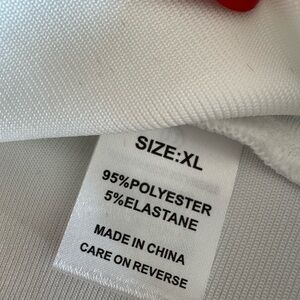 SIZE:XL
95%POLYESTER
5%ELASTANE
MADE IN CHINA
CARE ON REVERSE